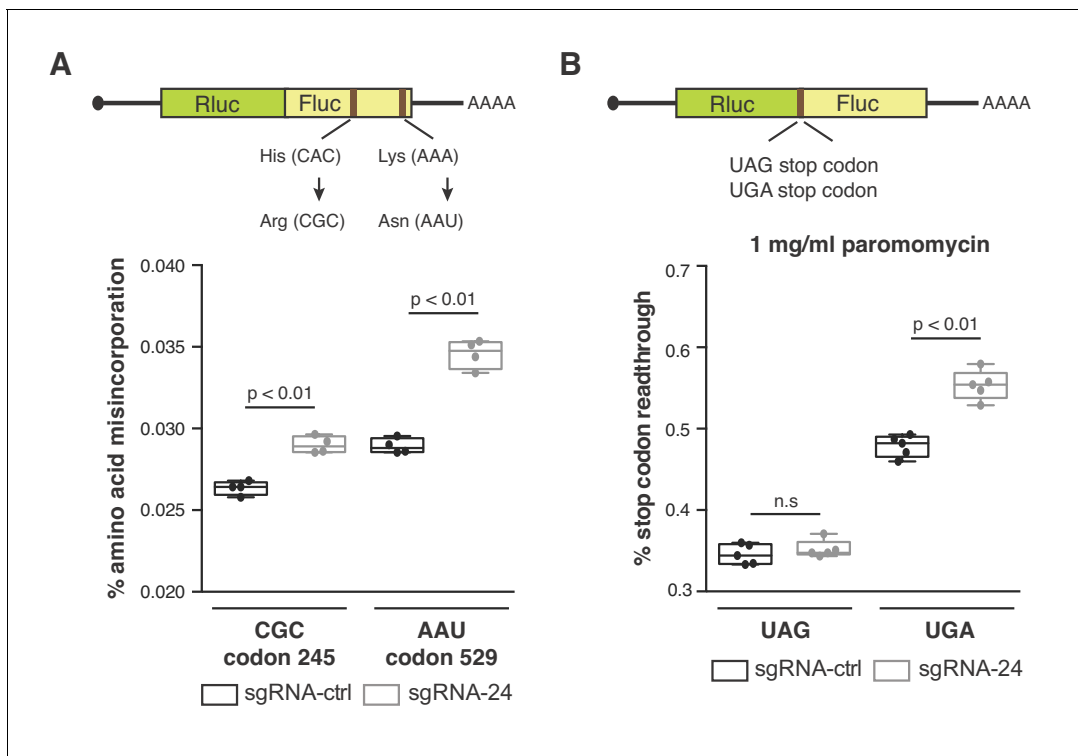 A
Rluc
Fluc
AAAA
His (CAC)
Lys (AAA)
Arg (CGC)
Asn (AAU)
% amino acid misincorporation
0.040
0.035
0.030
0.025
0.020
p < 0.01
p < 0.01
CGC
codon 245
AAU
codon 529
sgRNA-ctrl
sgRNA-24
B
Rluc
Fluc
AAAA
UAG stop codon
UGA stop codon
1 mg/ml paromomycin
% stop codon readthrough
0.7
0.6
0.5
0.4
0.3
n.s
p < 0.01
UAG
UGA
sgRNA-ctrl
sgRNA-24